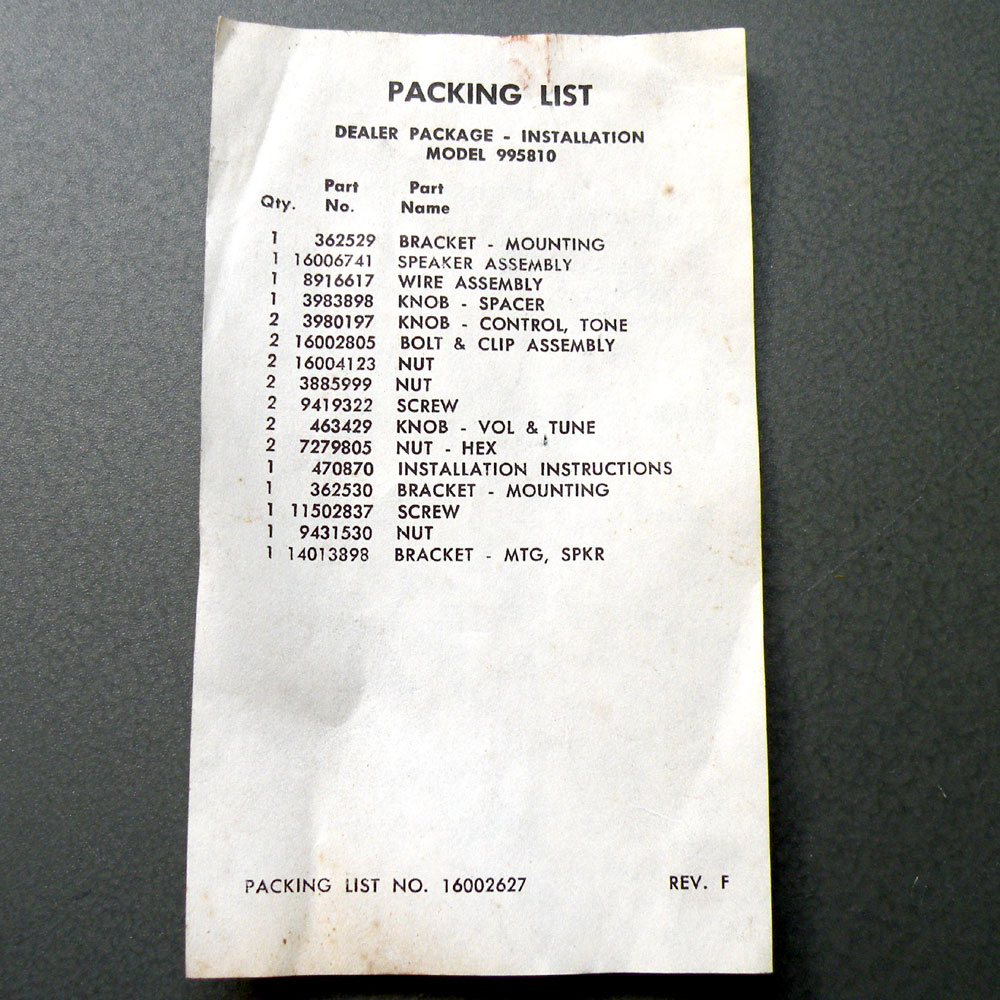 PACKING LIST
DEALER PACKAGE - INSTALLATION
MODEL 995810
Qty. Part No. Part Name
1 362529 BRACKET - MOUNTING
1 16006741 SPEAKER ASSEMBLY
1 8916617 WIRE ASSEMBLY
1 3983898 KNOB - SPACER
2 3980197 KNOB - CONTROL, TONE
2 16002805 BOLT & CLIP ASSEMBLY
2 16004123 NUT
2 3885999 NUT
2 9419322 SCREW
2 463429 KNOB - VOL & TUNE
2 7279805 NUT - HEX
1 470870 INSTALLATION INSTRUCTIONS
1 362530 BRACKET - MOUNTING
1 11502837 SCREW
1 9431530 NUT
1 14013898 BRACKET - MTG, SPKR
PACKING LIST NO. 16002627 REV. F